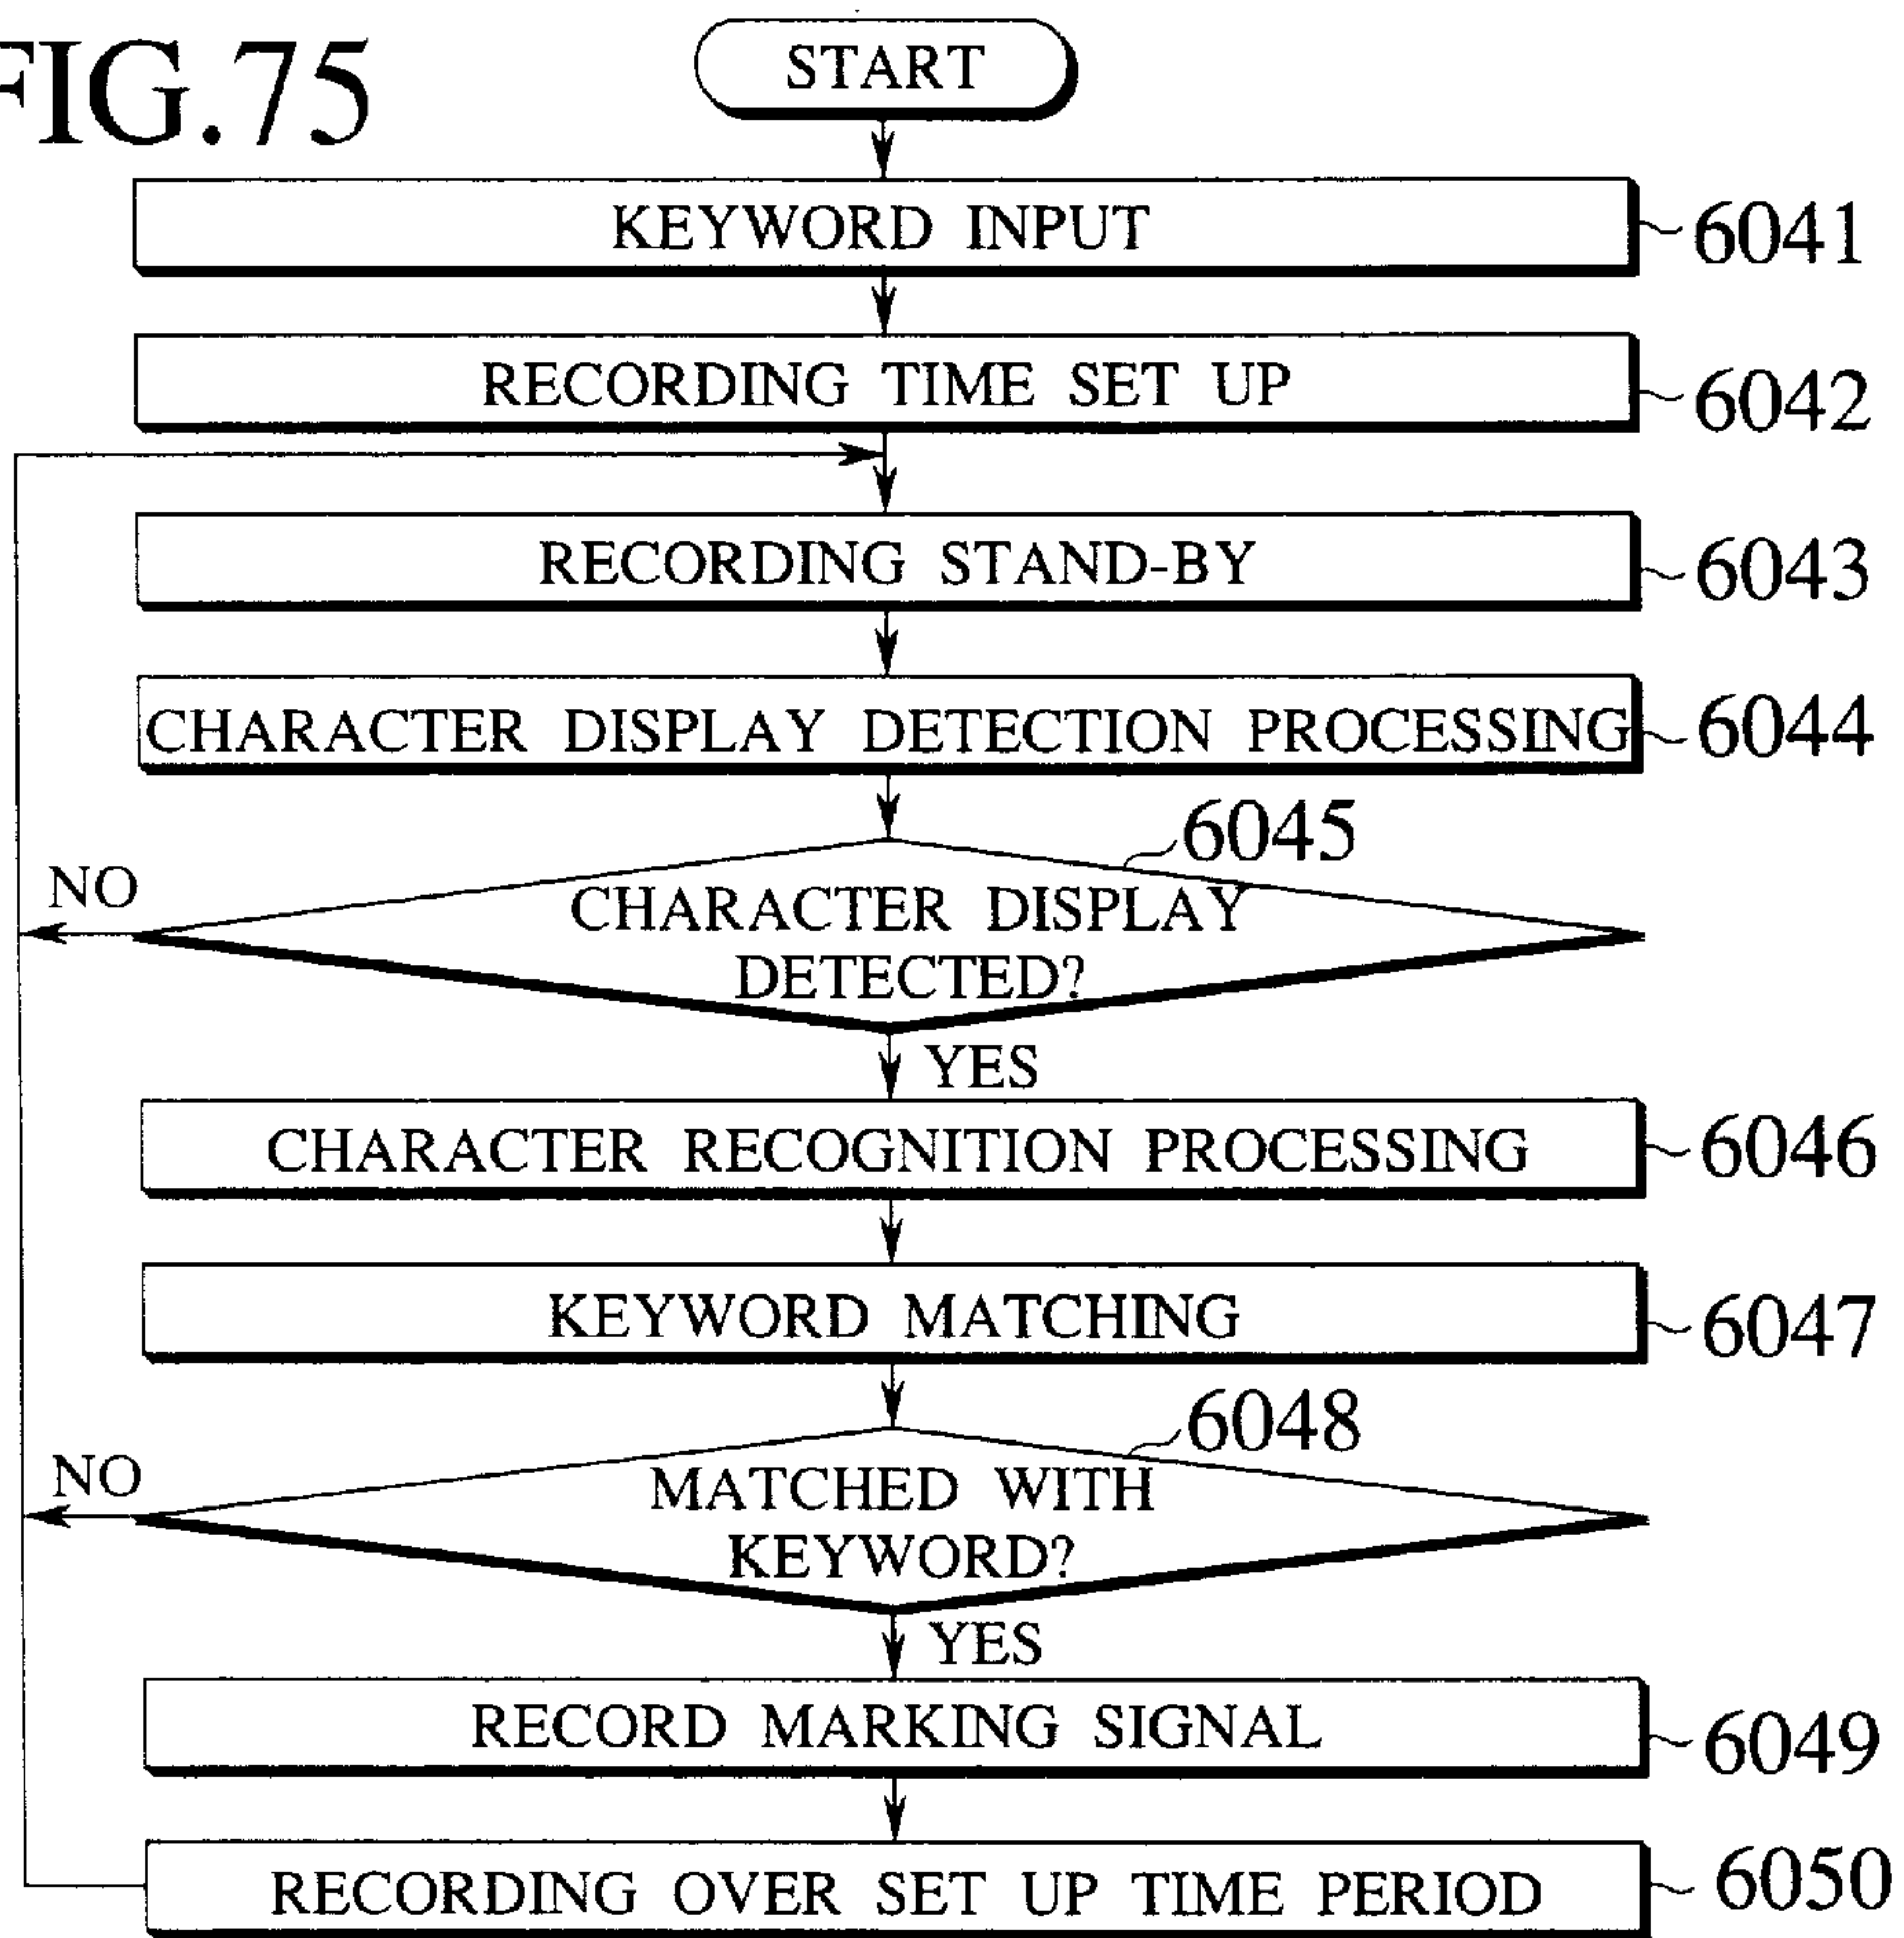 FIG.75
START
KEYWORD INPUT
6041
RECORDING TIME SET UP
6042
RECORDING STAND-BY
6043
CHARACTER DISPLAY DETECTION PROCESSING
6044
6045
NO
CHARACTER DISPLAY
DETECTED?
YES
CHARACTER RECOGNITION PROCESSING
6046
KEYWORD MATCHING
6047
6048
NO
MATCHED WITH
KEYWORD?
YES
RECORD MARKING SIGNAL
6049
RECORDING OVER SET UP TIME PERIOD
6050